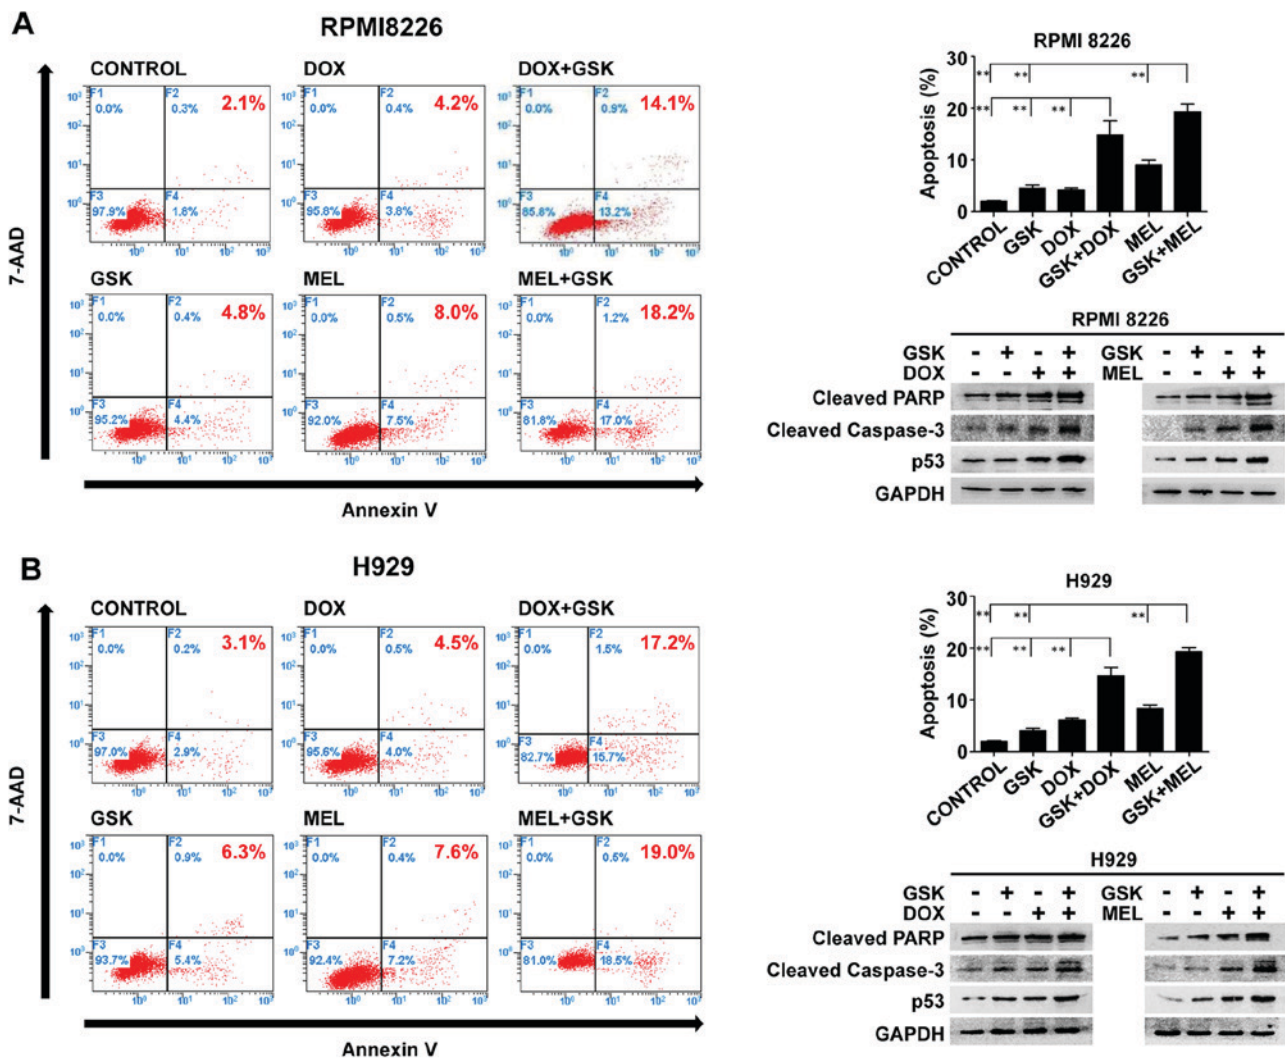 A
RPMI8226
CONTROL DOX DOX+GSK
F1 0.0% F2 0.3% 2.1% F3 97.9% F4 1.8%
F1 0.0% F2 0.4% 4.2% F3 95.8% F4 3.8%
F1 0.0% F2 0.9% 14.1% F3 85.8% F4 13.2%
GSK MEL MEL+GSK
F1 0.0% F2 0.4% 4.8% F3 95.2% F4 4.4%
F1 0.0% F2 0.5% 8.0% F3 92.0% F4 7.5%
F1 0.0% F2 1.2% 18.2% F3 81.8% F4 17.0%
7-AAD
Annexin V
RPMI 8226
Apoptosis (%)
30
20
10
0
** ** **
** ** **
CONTROL GSK DOX GSK+DOX MEL GSK+MEL
RPMI 8226
GSK - + - + GSK - + - +
DOX - - + + MEL - - + +
Cleaved PARP
Cleaved Caspase-3
p53
GAPDH
B
H929
CONTROL DOX DOX+GSK
F1 0.0% F2 0.2% 3.1% F3 97.0% F4 2.9%
F1 0.0% F2 0.5% 4.5% F3 95.6% F4 4.0%
F1 0.0% F2 1.5% 17.2% F3 82.7% F4 15.7%
GSK MEL MEL+GSK
F1 0.0% F2 0.9% 6.3% F3 93.7% F4 5.4%
F1 0.0% F2 0.4% 7.6% F3 92.4% F4 7.2%
F1 0.0% F2 0.5% 19.0% F3 81.0% F4 18.5%
7-AAD
Annexin V
H929
Apoptosis (%)
30
20
10
0
** ** **
** ** **
CONTROL GSK DOX GSK+DOX MEL GSK+MEL
H929
GSK - + - + GSK - + - +
DOX - - + + MEL - - + +
Cleaved PARP
Cleaved Caspase-3
p53
GAPDH